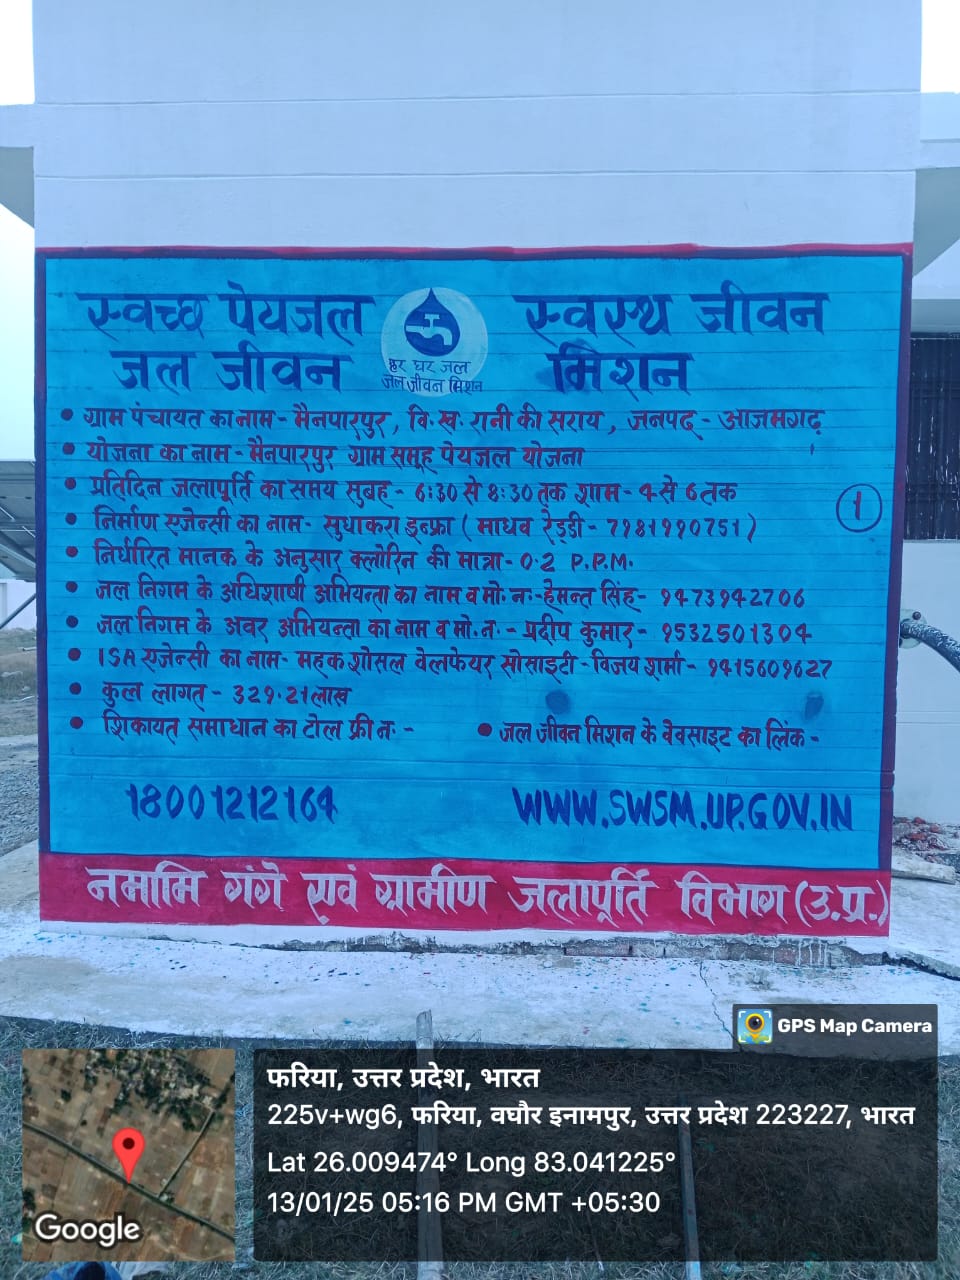 स्वच्छ पेयजल स्वस्थ जीवन
जल जीवन मिशन
हर घर जल
जल जीवन मिशन
• ग्राम पंचायत का नाम - मैनपारपुर, वि. ख. रानी की सराय, जनपद - आजमगढ़
• योजना का नाम - मैनपारपुर ग्राम समूह पेयजल योजना
• प्रतिदिन जलापूर्ति का समय सुबह - 6:30 से 8:30 तक शाम - 4 से 6 तक
1
• निर्माण एजेन्सी का नाम - सुधाकरा इन्फ्रा ( माधव रेड्डी - 7981990751 )
• निर्धारित मानक के अनुसार क्लोरिन की मात्रा - 0.2 P.P.M.
• जल निगम के अधिशाषी अभियन्ता का नाम व मो. नः - हेमन्त सिंह - 9473942706
• जल निगम के अवर अभियन्ता का नाम व मो. न. - प्रदीप कुमार - 9532501304
• ISA एजेन्सी का नाम - महक शोसल वेलफेयर सोसाइटी - विजय शर्मा - 9415609627
• कुल लागत - 329.21 लाख
• शिकायत समाधान का टोल फ्री नः - • जल जीवन मिशन के वेवसाइट का लिंक -
18001212164 WWW.SWSM.UP.GOV.IN
नमामि गंगे एवं ग्रामीण जलापूर्ति विभाग (उ.प्र.)
GPS Map Camera
फरिया, उत्तर प्रदेश, भारत
225v+wg6, फरिया, वघौर इनामपुर, उत्तर प्रदेश 223227, भारत
Lat 26.009474° Long 83.041225°
13/01/25 05:16 PM GMT +05:30
Google